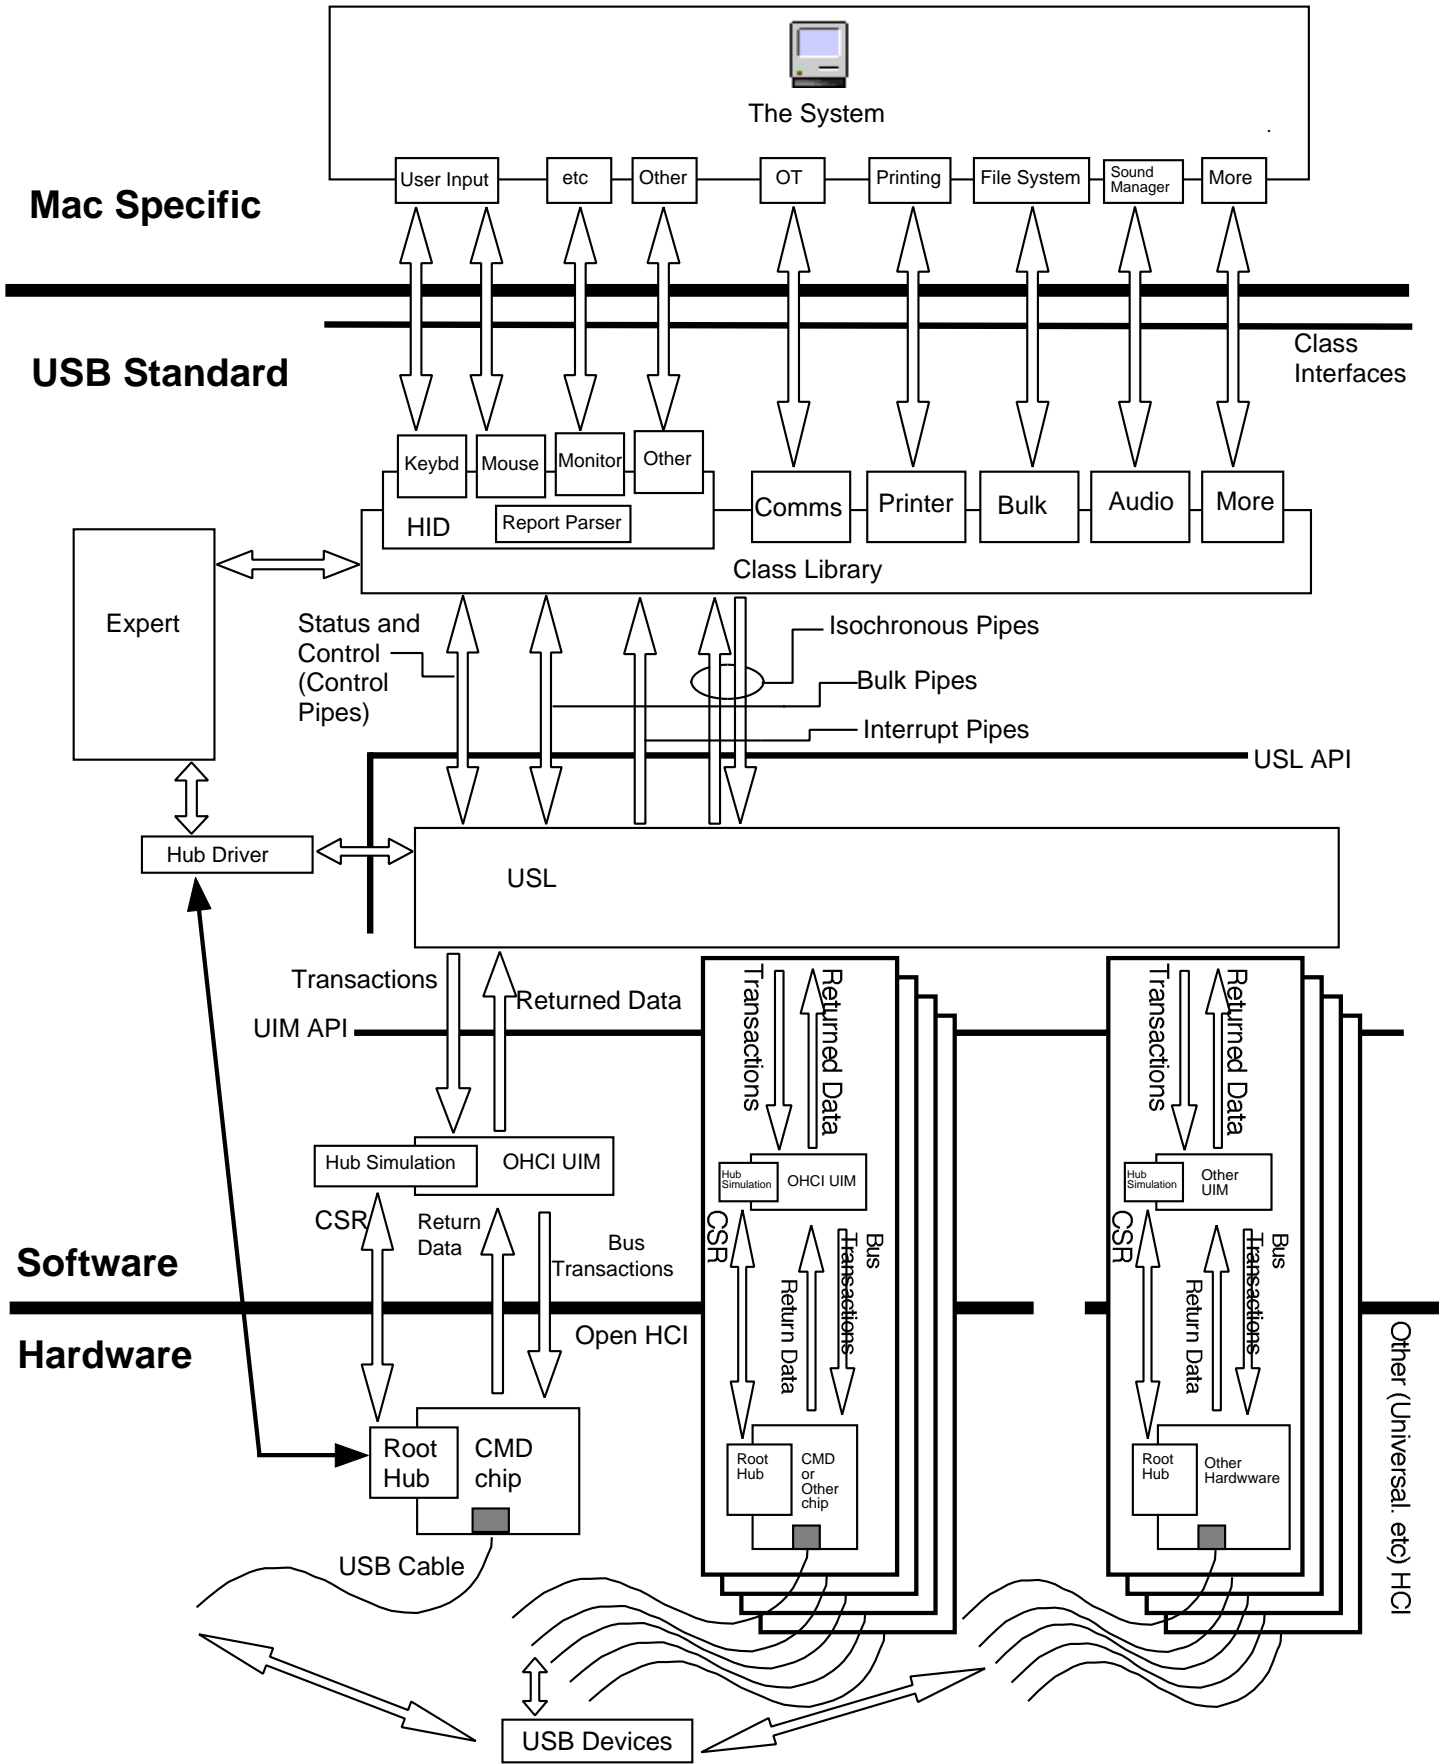 The System
User Input
etc
Other
OT
Printing
File System
Sound
Manager
More
Mac Specific
USB Standard
Class
Interfaces
Keybd
Mouse
Monitor
Other
HID
Report Parser
Comms
Printer
Bulk
Audio
More
Class Library
Expert
Status and
Control
(Control
Pipes)
Isochronous Pipes
Bulk Pipes
Interrupt Pipes
USL API
Hub Driver
USL
Transactions
Returned Data
UIM API
Hub Simulation
OHCI UIM
CSR
Return
Data
Bus
Transactions
Software
Hardware
Open HCI
Root
Hub
CMD
chip
USB Cable
Transactions
Returned Data
Hub
Simulation
OHCI UIM
CSR
Bus
Transactions
Return Data
Root
Hub
CMD
or
Other
chip
Transactions
Returned Data
Hub
Simulation
Other
UIM
CSR
Bus
Transactions
Return Data
Root
Hub
Other
Hardwware
Other (Universal. etc) HCI
USB Devices